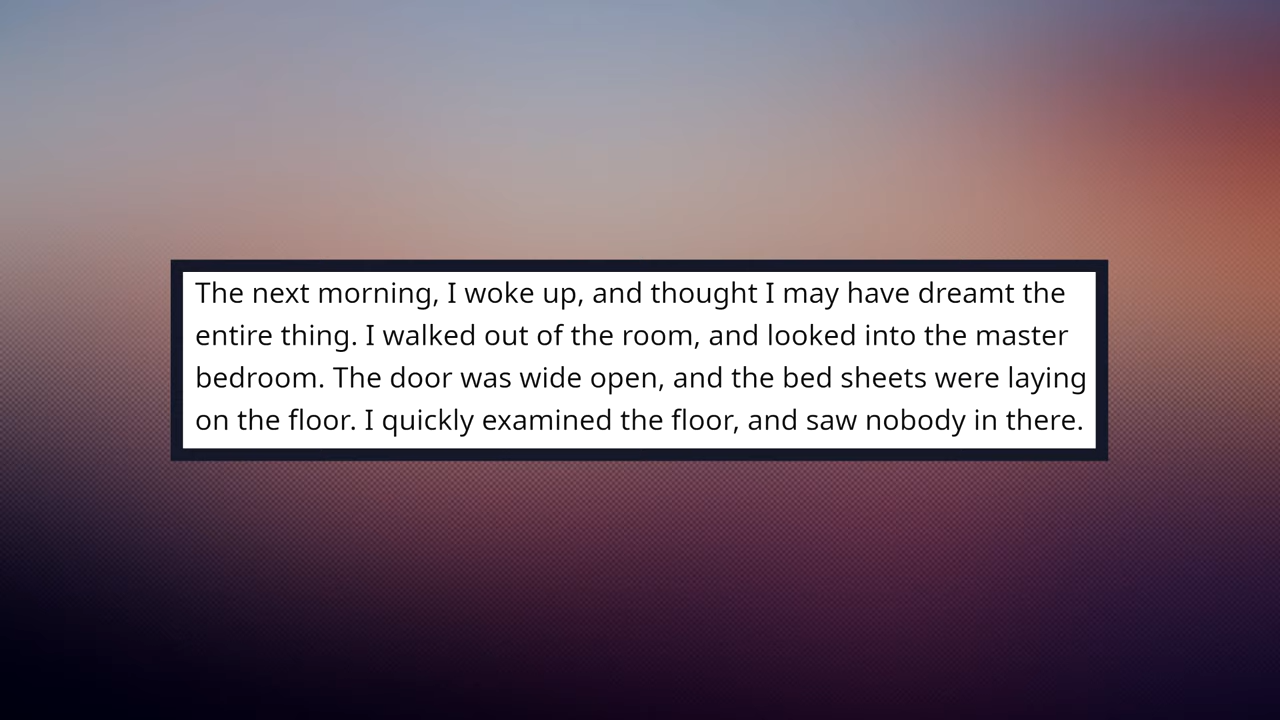 The next morning, I woke up, and thought I may have dreamt the
entire thing. I walked out of the room, and looked into the master
bedroom. The door was wide open, and the bed sheets were laying
on the floor. I quickly examined the floor, and saw nobody in there.